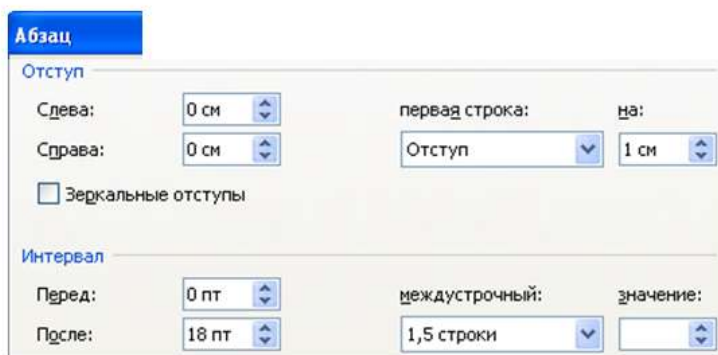 Абзац
Отступ
Слева: 0 см первая строка: на:
Справа: 0 см Отступ 1 см
Зеркальные отступы
Интервал
Перед: 0 пт междустрочный: значение:
После: 18 пт 1,5 строки